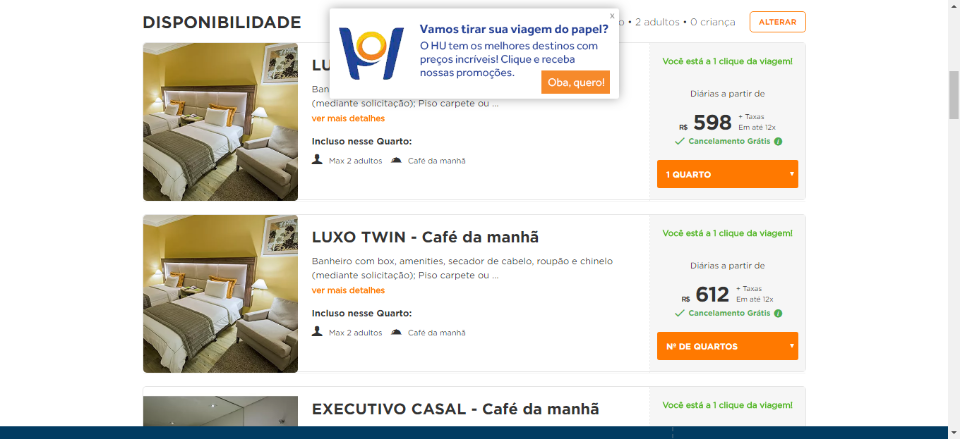 DISPONIBILIDADE
• 2 adultos • 0 criança
ALTERAR
x
Vamos tirar sua viagem do papel?
O HU tem os melhores destinos com
preços incríveis! Clique e receba
nossas promoções.
Oba, quero!
(mediante solicitação); Piso carpete ou ...
ver mais detalhes
Incluso nesse Quarto:
Max 2 adultos Café da manhã
Você está a 1 clique da viagem!
Diárias a partir de
R$ 598 + Taxas
Em até 12x
Cancelamento Grátis i
1 QUARTO
LUXO TWIN - Café da manhã
Banheiro com box, amenities, secador de cabelo, roupão e chinelo
(mediante solicitação); Piso carpete ou ...
ver mais detalhes
Incluso nesse Quarto:
Max 2 adultos Café da manhã
Você está a 1 clique da viagem!
Diárias a partir de
R$ 612 + Taxas
Em até 12x
Cancelamento Grátis i
Nº DE QUARTOS
EXECUTIVO CASAL - Café da manhã
Você está a 1 clique da viagem!